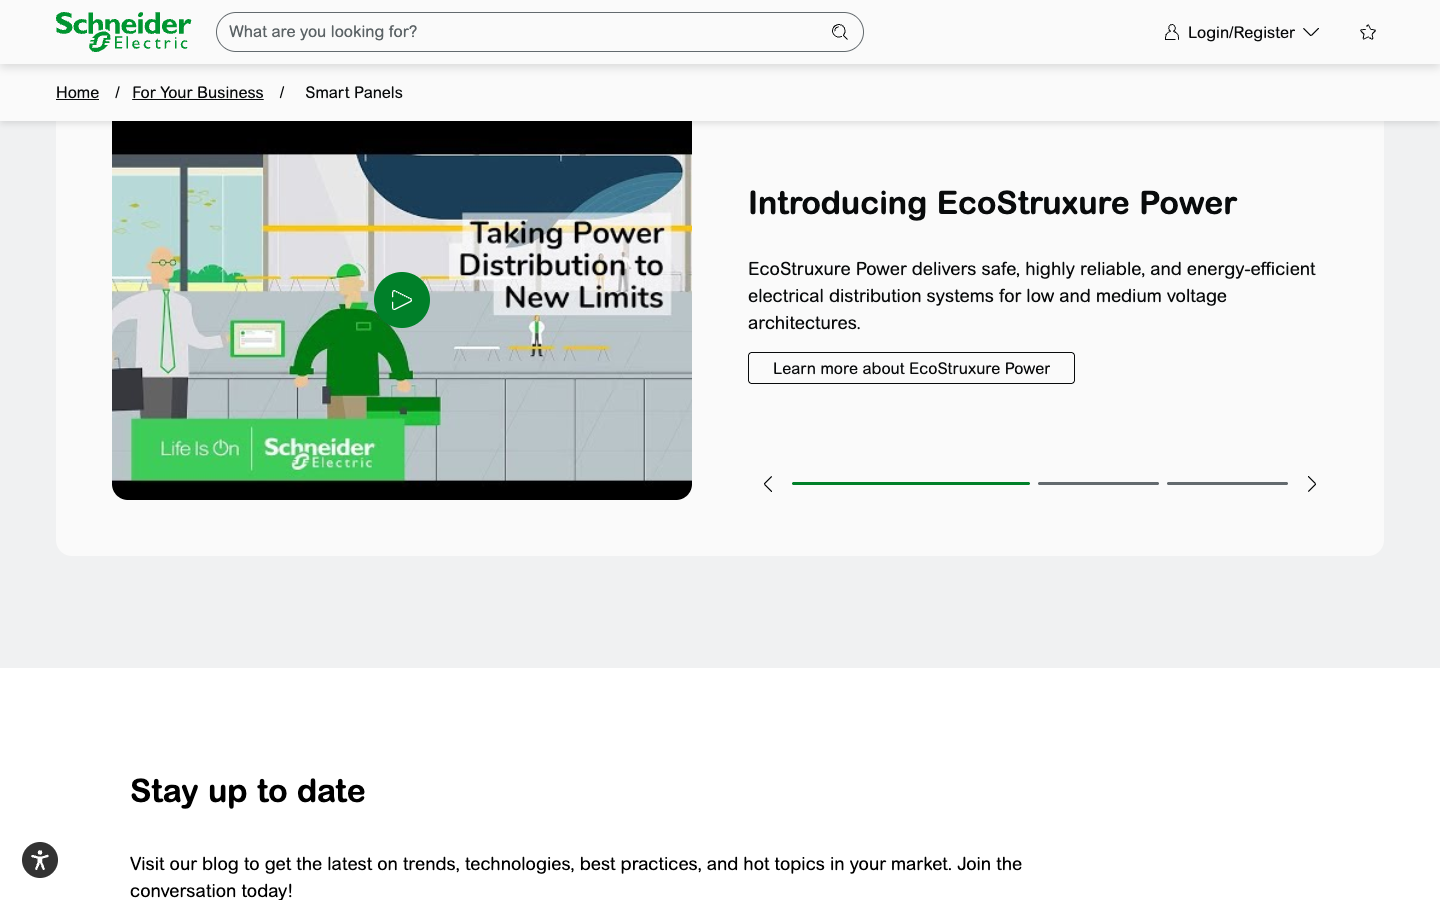 Schneider Electric
What are you looking for?
Login/Register
Home / For Your Business / Smart Panels
Taking Power
Distribution to
New Limits
Life Is On | Schneider Electric
Introducing EcoStruxure Power
EcoStruxure Power delivers safe, highly reliable, and energy-efficient
electrical distribution systems for low and medium voltage
architectures.
Learn more about EcoStruxure Power
Stay up to date
Visit our blog to get the latest on trends, technologies, best practices, and hot topics in your market. Join the
conversation today!